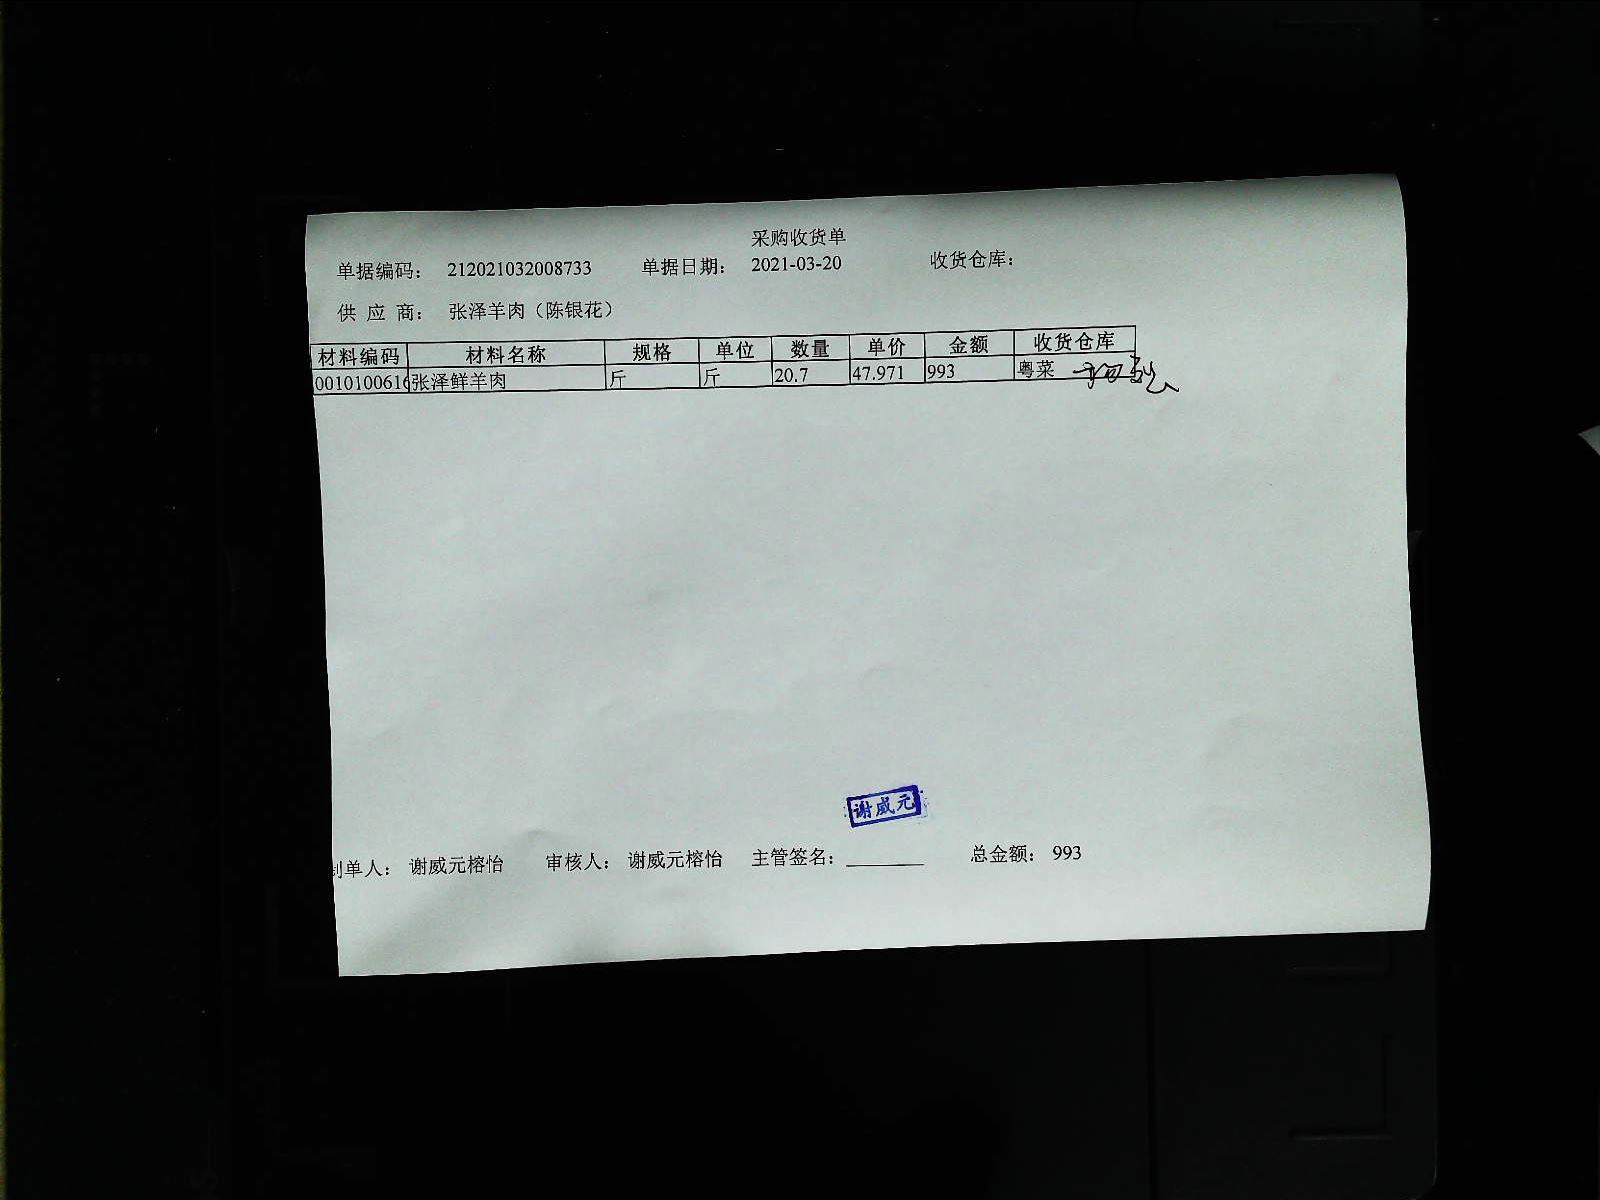 采购收货单
单据编码： 212021032008733 单据日期： 2021-03-20 收货仓库：
供 应 商： 张泽羊肉（陈银花）
材料编码 材料名称 规格 单位 数量 单价 金额 收货仓库
0010100616 张泽鲜羊肉 斤 斤 20.7 47.971 993 粤菜
谢威元
制单人： 谢威元榕怡 审核人： 谢威元榕怡 主管签名： 总金额： 993